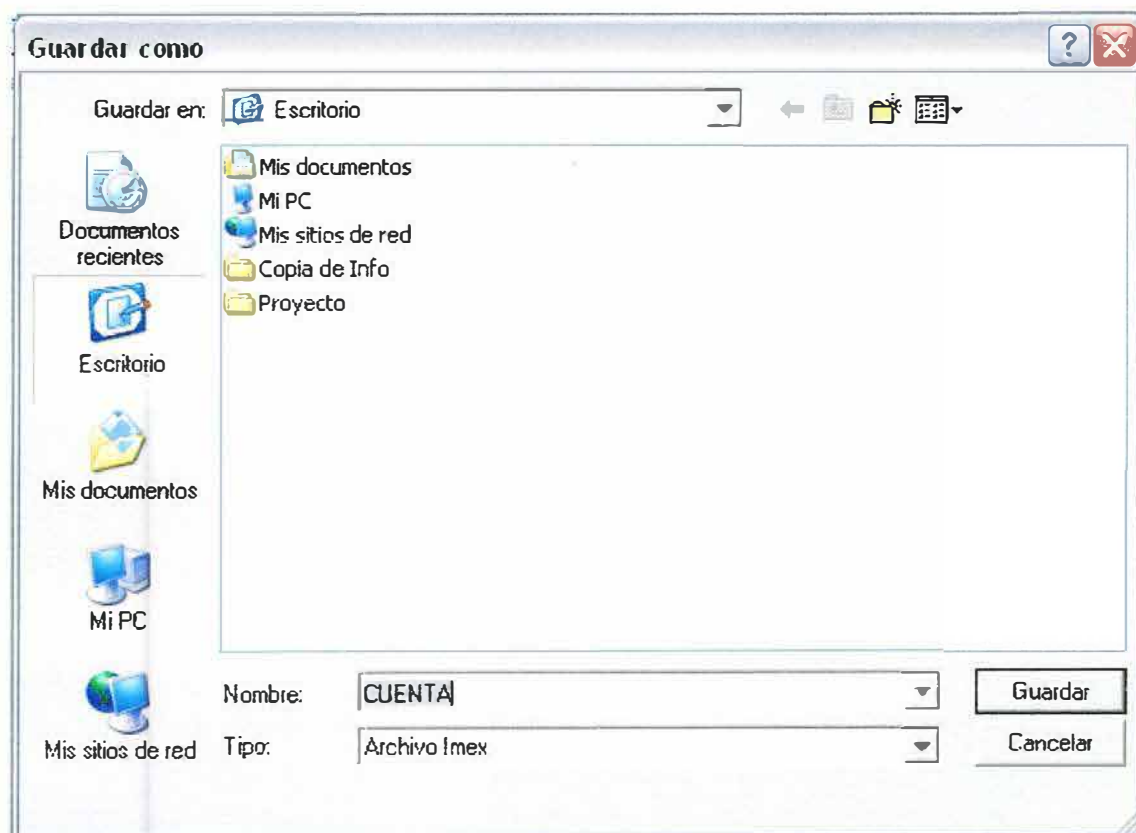 Guardar como
Guardar en: Escritorio
Documentos
recientes
Escritorio
Mis documentos
Mi PC
Mis sitios de red
Mis documentos
Mi PC
Mis sitios de red
Copia de Info
Proyecto
Nombre: CUENTA
Guardar
Tipo: Archivo Imex
Cancelar